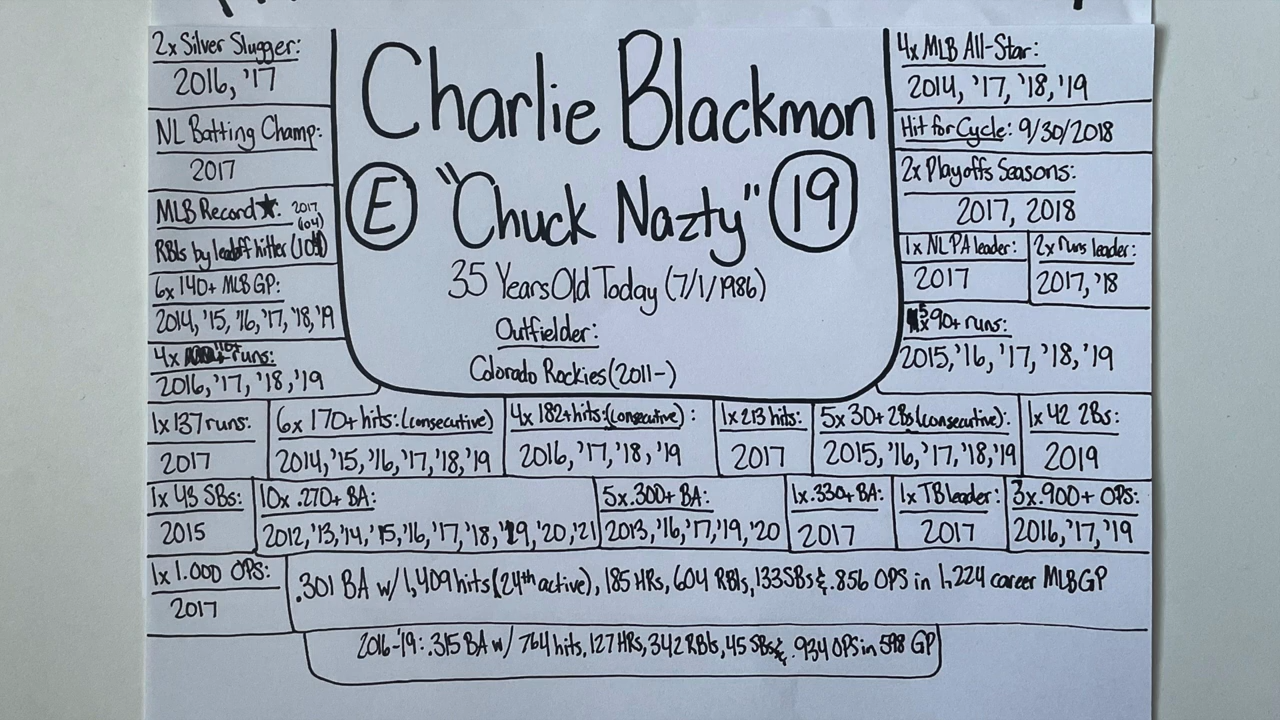 2x Silver Slugger:
2016, '17
NL Batting Champ:
2017
MLB Record★: 2017
(104)
RBIs by leadoff hitter
6x 140+ MLB GP:
2014, '15, '16, '17, '18, '19
4x 110+ runs:
2016, '17, '18, '19
Charlie Blackmon
E "Chuck Nazty" 19
35 Years Old Today (7/1/1986)
Outfielder:
Colorado Rockies (2011-)
4x MLB All-Star:
2014, '17, '18, '19
Hit for Cycle: 9/30/2018
2x Playoffs Seasons:
2017, 2018
1x NL PA leader:
2017
2x runs leader:
2017, '18
5x 90+ runs:
2015, '16, '17, '18, '19
1x 137 runs:
2017
6x 170+ hits: (consecutive)
2014, '15, '16, '17, '18, '19
4x 182+ hits: (consecutive) :
2016, '17, '18, '19
1x 213 hits:
2017
5x 30+ 2Bs (consecutive):
2015, '16, '17, '18, '19
1x 42 2Bs:
2019
1x 43 SBs:
2015
10x .270+ BA:
2012, '13, '14, '15, '16, '17, '18, '19, '20, '21
5x .300+ BA:
2013, '16, '17, '19, '20
1x .330+ BA:
2017
1x TB leader:
2017
3x .900+ OPS:
2016, '17, '19
1x 1.000 OPS:
2017
.301 BA w/ 1,409 hits (24th active), 185 HRs, 604 RBIs, 133 SBs & .856 OPS in 1,224 career MLB GP
2016-'19: .315 BA w/ 764 hits, 127 HRs, 342 RBIs, 45 SBs & .934 OPS in 598 GP